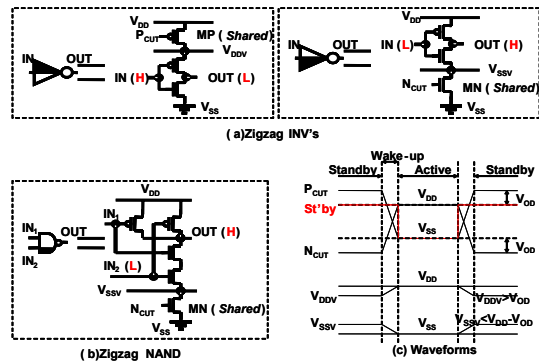 V_DD
P_CUT
MP ( Shared)
V_DDV
IN
OUT
IN (H)
OUT (L)
V_SS
V_DD
IN
OUT
IN (L)
OUT (H)
V_SSV
N_CUT
MN (Shared)
V_SS
( a)Zigzag INV's
V_DD
IN_1
IN_2
IN_1
OUT (H)
IN_2 (L)
V_SSV
N_CUT
MN ( Shared)
V_SS
( b)Zigzag NAND
Wake-up
Standby
Active
Standby
P_CUT
V_DD
St'by
V_OD
V_SS
N_CUT
V_OD
V_DD
V_DDV
V_DDV>V_OD
V_SSV
V_SS
V_SSV<V_DD-V_OD
(c) Waveforms